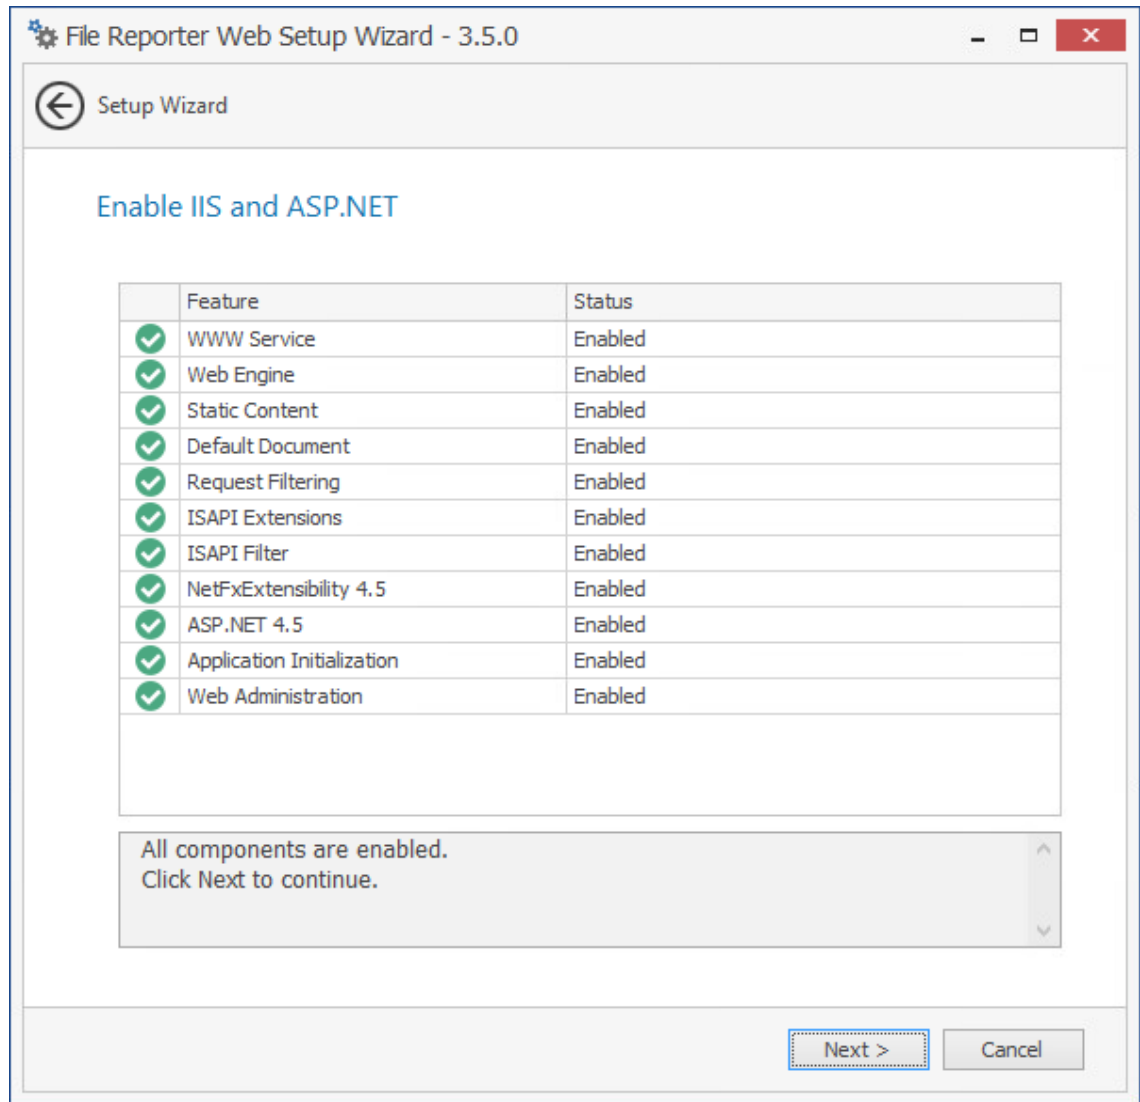 File Reporter Web Setup Wizard - 3.5.0
Setup Wizard
Enable IIS and ASP.NET
Feature Status
WWW Service Enabled
Web Engine Enabled
Static Content Enabled
Default Document Enabled
Request Filtering Enabled
ISAPI Extensions Enabled
ISAPI Filter Enabled
NetFxExtensibility 4.5 Enabled
ASP.NET 4.5 Enabled
Application Initialization Enabled
Web Administration Enabled
All components are enabled.
Click Next to continue.
Next > Cancel